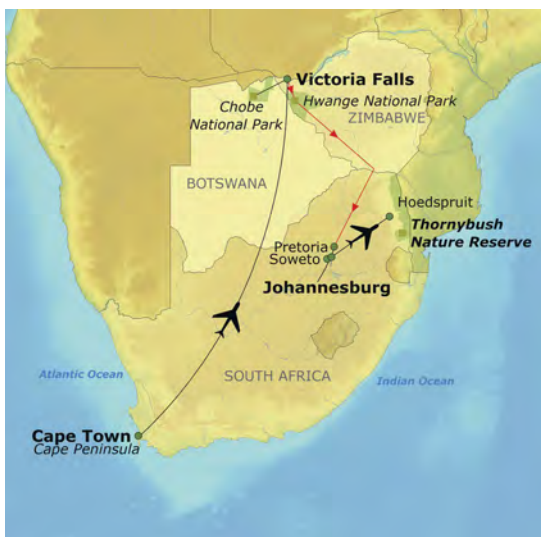 Victoria Falls
Chobe
National Park
Hwange National Park
ZIMBABWE
BOTSWANA
Hoedspruit
Thornybush
Nature Reserve
Pretoria
Soweto
Johannesburg
SOUTH AFRICA
Atlantic Ocean
Indian Ocean
Cape Town
Cape Peninsula